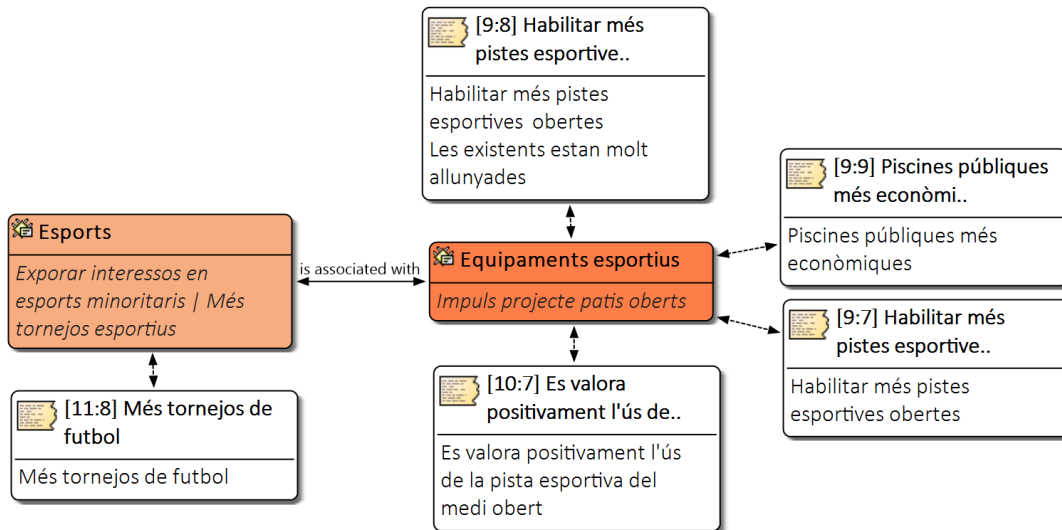 [9:8] Habilitar més
pistes esportive..
Habilitar més pistes
esportives obertes
Les existents estan molt
allunyades
[9:9] Piscines públiques
més econòmi..
Piscines públiques més
econòmiques
Esports
Exporar interessos en
esports minoritaris | Més
tornejos esportius
is associated with
Equipaments esportius
Impuls projecte patis oberts
[9:7] Habilitar més
pistes esportive..
Habilitar més pistes
esportives obertes
[11:8] Més tornejos de
futbol
Més tornejos de futbol
[10:7] Es valora
positivament l'ús de..
Es valora positivament l'ús
de la pista esportiva del
medi obert